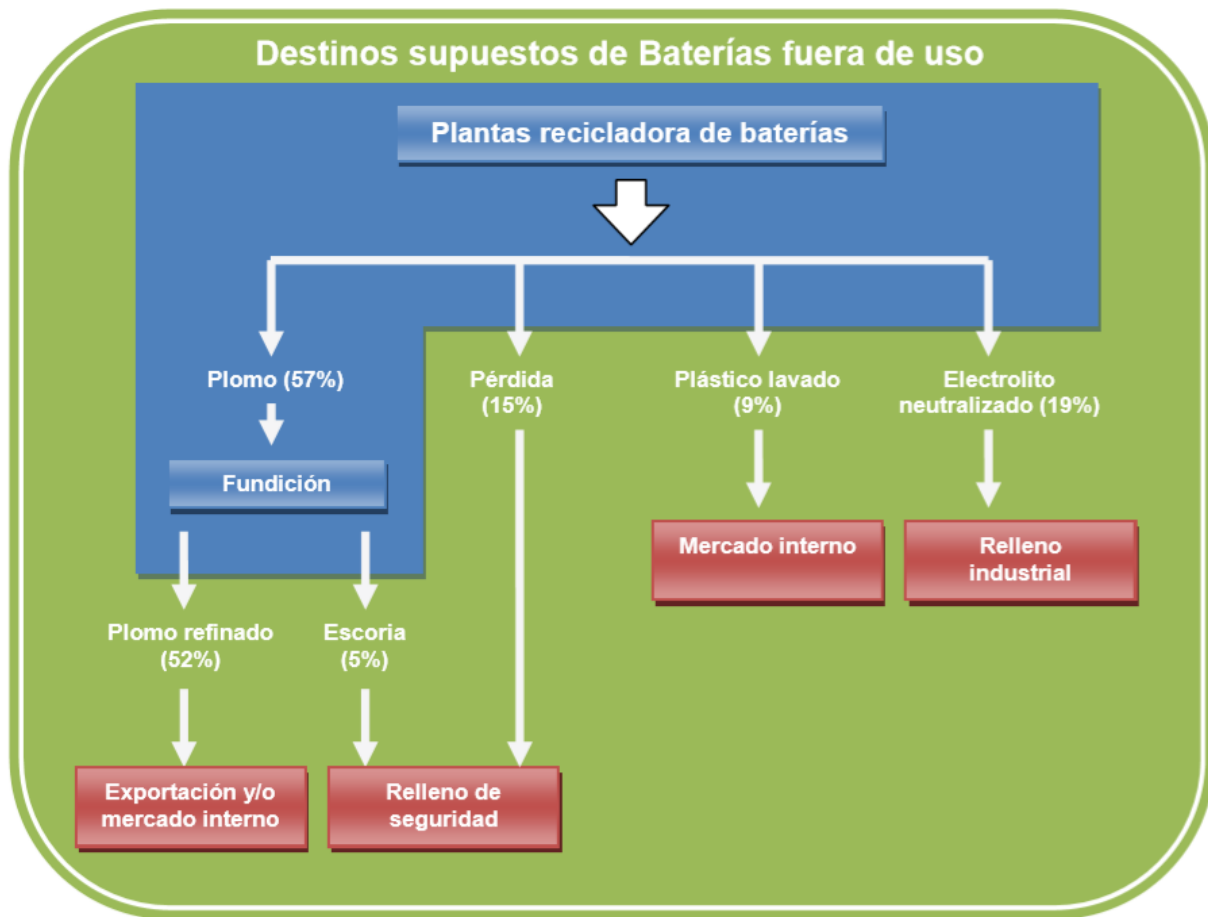 Destinos supuestos de Baterías fuera de uso
Plantas recicladora de baterías
Plomo (57%)
Pérdida
(15%)
Plástico lavado
(9%)
Electrolito
neutralizado (19%)
Fundición
Mercado interno
Relleno
industrial
Plomo refinado
(52%)
Escoria
(5%)
Exportación y/o
mercado interno
Relleno de
seguridad